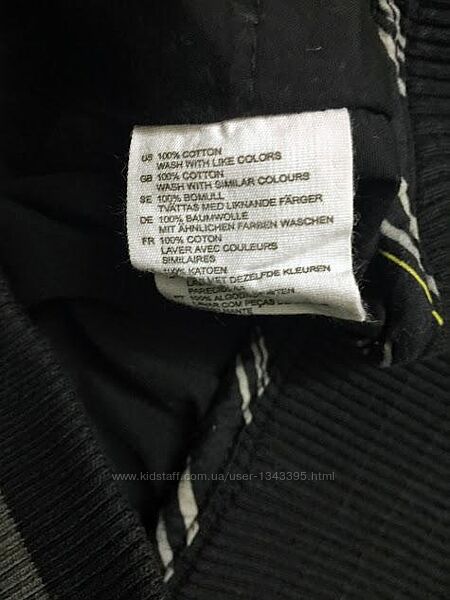 US 100% COTTON
WASH WITH LIKE COLORS
GB 100% COTTON
WASH WITH SIMILAR COLOURS
SE 100% BOMULL
TVÄTTAS MED LIKNANDE FÄRGER
DE 100% BAUMWOLLE
MIT ÄHNLICHEN FARBEN WASCHEN
FR 100% COTON
LAVER AVEC COULEURS
SIMILAIRES
100% KATOEN
MET DEZELFDE KLEUREN
100%
COM PEÇAS
www.kidstaff.com.ua/user-1343395.html